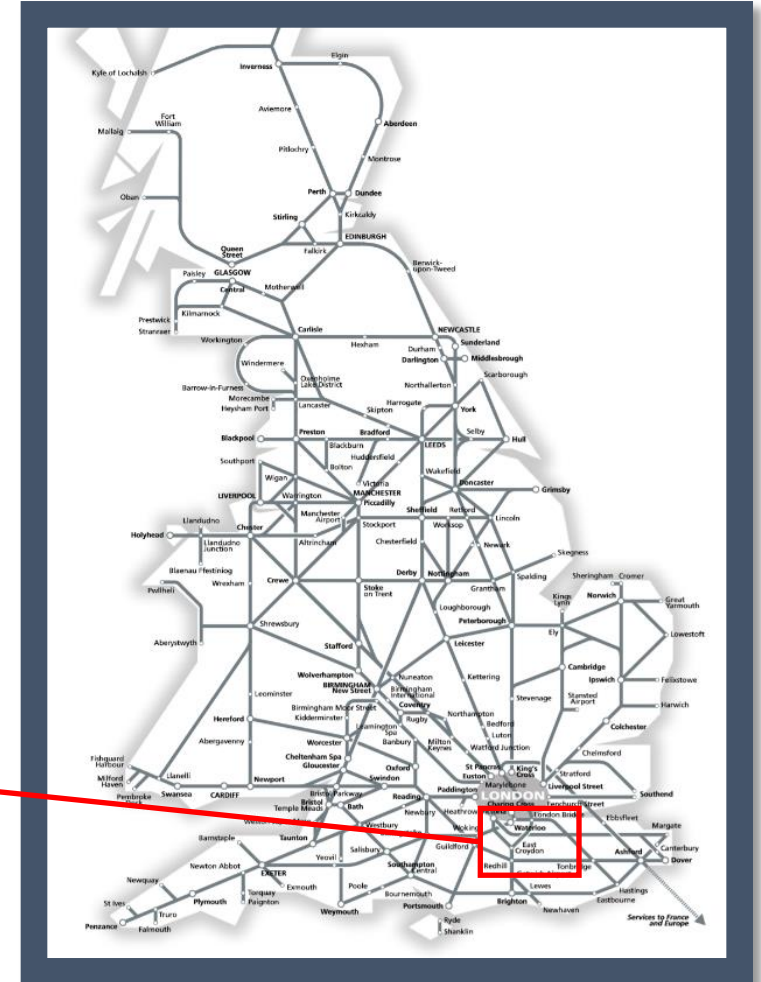 Kyle of Lochalsh
Inverness
Elgin
Aviemore
Aberdeen
Fort
William
Mallaig
Pitlochry
Montrose
Oban
Perth
Dundee
Stirling
Kirkcaldy
EDINBURGH
Queen
Street
Falkirk
Berwick-
upon-Tweed
Paisley
GLASGOW
Central
Motherwell
Prestwick
Kilmarnock
Stranraer
Carlisle
NEWCASTLE
Workington
Hexham
Durham
Sunderland
Darlington
Middlesbrough
Windermere
Oxenholme
Lake District
Scarborough
Barrow-in-Furness
Northallerton
Morecambe
Heysham Port
Lancaster
Harrogate
York
Skipton
Blackpool
Preston
Bradford
Selby
Hull
Blackburn
LEEDS
Southport
Bolton
Huddersfield
Wakefield
Wigan
Victoria
Doncaster
Grimsby
LIVERPOOL
Warrington
MANCHESTER
Piccadilly
Manchester
Airport
Stockport
Sheffield
Retford
Worksop
Lincoln
Llandudno
Holyhead
Chester
Llandudno
Junction
Altrincham
Chesterfield
Newark
Blaenau Ffestiniog
Skegness
Wrexham
Crewe
Stoke
on Trent
Derby
Nottingham
Spalding
Sheringham
Cromer
Pwllheli
Grantham
Kings
Lynn
Norwich
Great
Yarmouth
Loughborough
Shrewsbury
Peterborough
Ely
Lowestoft
Aberystwyth
Stafford
Leicester
Wolverhampton
Nuneaton
Kettering
Cambridge
BIRMINGHAM
New Street
Birmingham
International
Ipswich
Felixstowe
Leominster
Birmingham Moor Street
Coventry
Stevenage
Stansted
Airport
Harwich
Kidderminster
Rugby
Northampton
Hereford
Leamington
Spa
Bedford
Colchester
Worcester
Banbury
Milton
Keynes
Luton
Abergavenny
Watford Junction
Chelmsford
Fishguard
Harbour
Cheltenham Spa
Gloucester
Oxford
St Pancras
Euston
King's
Cross
Stratford
Milford
Haven
Llanelli
Newport
Swindon
Marylebone
Liverpool Street
Pembroke
Swansea
CARDIFF
Bristol Parkway
Reading
Paddington
LONDON
Southend
Bristol
Temple Meads
Bath
Newbury
Heathrow
Charing Cross
Fenchurch Street
London Bridge
Ebbsfleet
Barnstaple
Taunton
Westbury
Woking
Waterloo
Margate
Yeovil
Salisbury
Guildford
East
Croydon
Ashford
Canterbury
Newton Abbot
EXETER
Southampton
Central
Redhill
Tonbridge
Dover
Newquay
Exmouth
Poole
Lewes
Hastings
St Ives
Plymouth
Torquay
Paignton
Bournemouth
Eastbourne
Truro
Weymouth
Portsmouth
Brighton
Newhaven
Penzance
Falmouth
Ryde
Shanklin
Services to France
and Europe